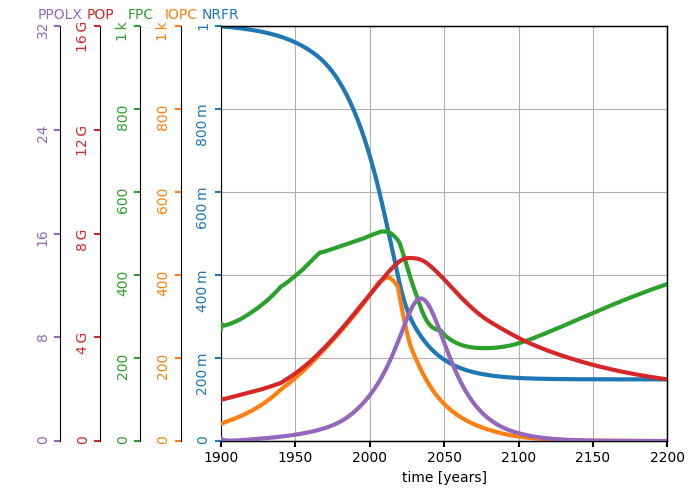 PPOLX POP FPC IOPC NRFR
32 16 G 1 k 1 k 1
24 12 G 800 800 800 m
16 8 G 600 600 600 m
8 4 G 400 400 400 m
0 0 200 200 200 m
0 0 0
1900 1950 2000 2050 2100 2150 2200
time [years]